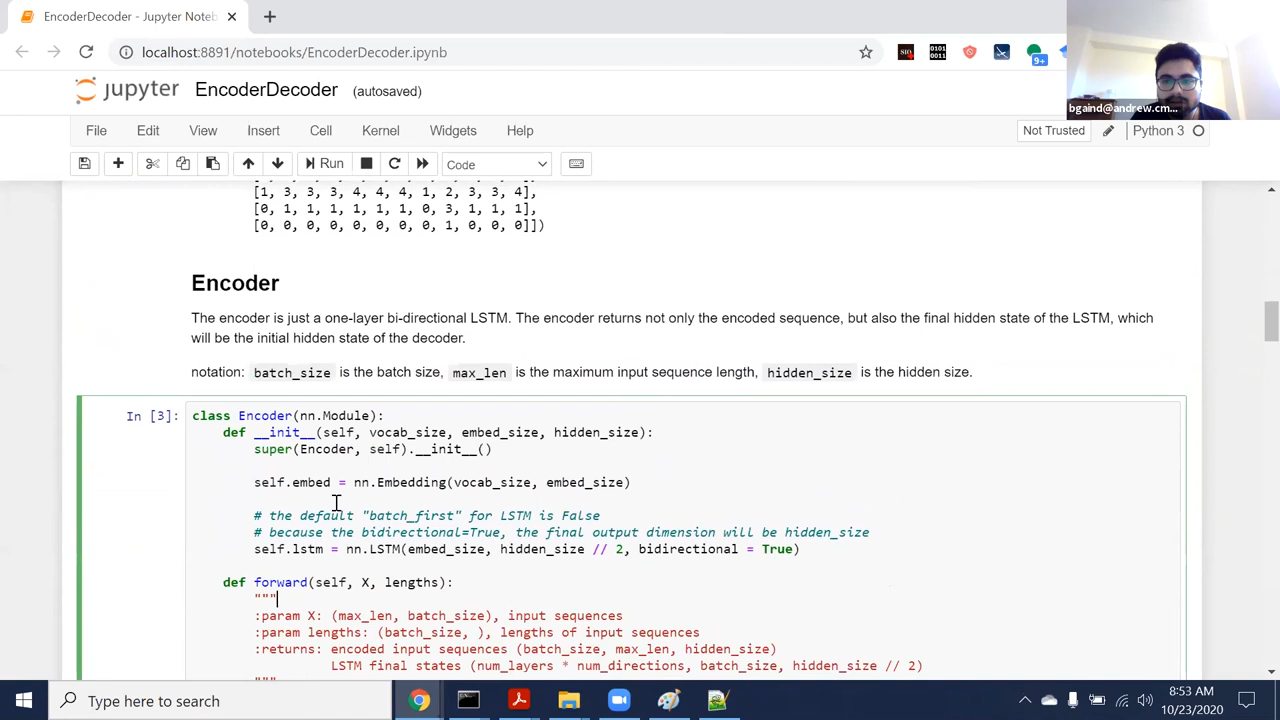 EncoderDecoder - Jupyter Noteb
localhost:8891/notebooks/EncoderDecoder.ipynb
SIO
0101
0011
9+
bgaind@andrew.cm...
jupyter EncoderDecoder (autosaved)
File Edit View Insert Cell Kernel Widgets Help
Not Trusted Python 3
Run Code
[1, 3, 3, 3, 4, 4, 4, 1, 2, 3, 3, 4],
[0, 1, 1, 1, 1, 1, 1, 0, 3, 1, 1, 1],
[0, 0, 0, 0, 0, 0, 0, 0, 1, 0, 0, 0]])
Encoder
The encoder is just a one-layer bi-directional LSTM. The encoder returns not only the encoded sequence, but also the final hidden state of the LSTM, which
will be the initial hidden state of the decoder.
notation: batch_size is the batch size, max_len is the maximum input sequence length, hidden_size is the hidden size.
In [3]: class Encoder(nn.Module):
def __init__(self, vocab_size, embed_size, hidden_size):
super(Encoder, self).__init__()
self.embed = nn.Embedding(vocab_size, embed_size)
# the default "batch_first" for LSTM is False
# because the bidirectional=True, the final output dimension will be hidden_size
self.lstm = nn.LSTM(embed_size, hidden_size // 2, bidirectional = True)
def forward(self, X, lengths):
"""
:param X: (max_len, batch_size), input sequences
:param lengths: (batch_size, ), lengths of input sequences
:returns: encoded input sequences (batch_size, max_len, hidden_size)
LSTM final states (num_layers * num_directions, batch_size, hidden_size // 2)
"""
Type here to search
8:53 AM
10/23/2020